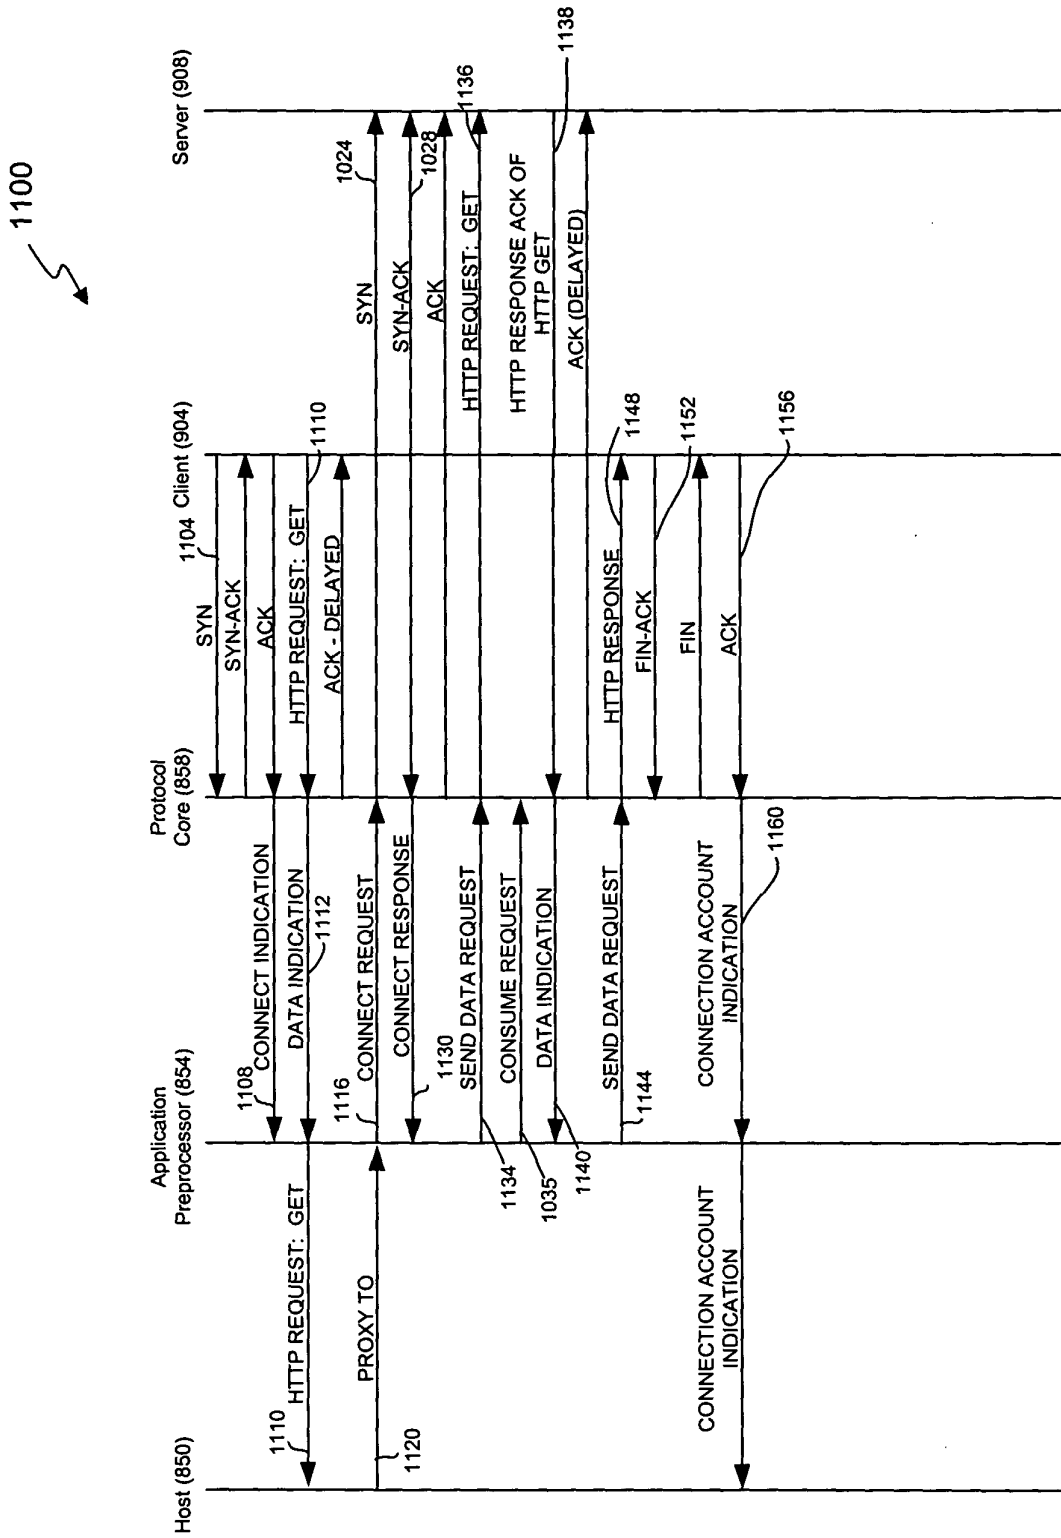 1100
Host (850)
Application
Preprocessor (854)
Protocol
Core (858)
Client (904)
Server (908)
1104
SYN
SYN-ACK
1108
CONNECT INDICATION
ACK
1110
HTTP REQUEST: GET
DATA INDICATION
1112
HTTP REQUEST: GET
1110
ACK - DELAYED
1120
PROXY TO
1116
CONNECT REQUEST
SYN
1024
1130
CONNECT RESPONSE
SYN-ACK
1028
ACK
1134
SEND DATA REQUEST
HTTP REQUEST: GET
1136
1035
CONSUME REQUEST
1140
DATA INDICATION
HTTP RESPONSE ACK OF
HTTP GET
1138
ACK (DELAYED)
1144
SEND DATA REQUEST
HTTP RESPONSE
1148
FIN-ACK
1152
FIN
CONNECTION ACCOUNT
INDICATION
CONNECTION ACCOUNT
INDICATION
1160
ACK
1156